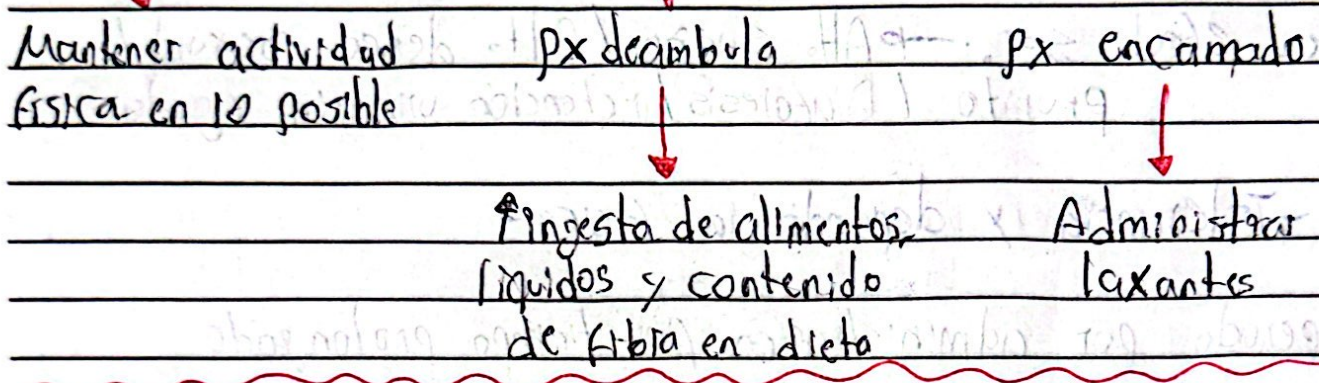 Mantener actividad
física en lo posible
px deambula
px encamado
↑ingesta de alimentos,
líquidos y contenido
de fibra en dieta
Administrar
laxantes